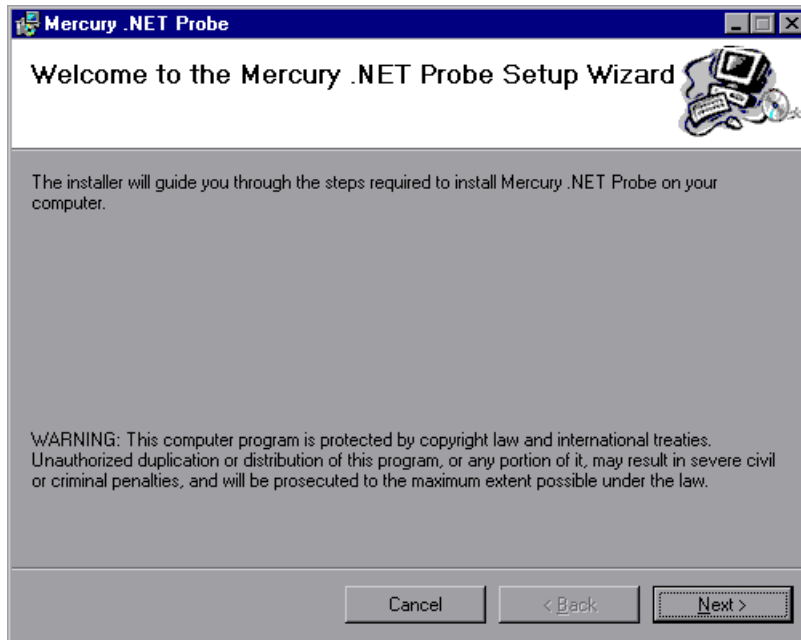 Mercury .NET Probe
Welcome to the Mercury .NET Probe Setup Wizard
The installer will guide you through the steps required to install Mercury .NET Probe on your
computer.
WARNING: This computer program is protected by copyright law and international treaties.
Unauthorized duplication or distribution of this program, or any portion of it, may result in severe civil
or criminal penalties, and will be prosecuted to the maximum extent possible under the law.
Cancel
< Back
Next >